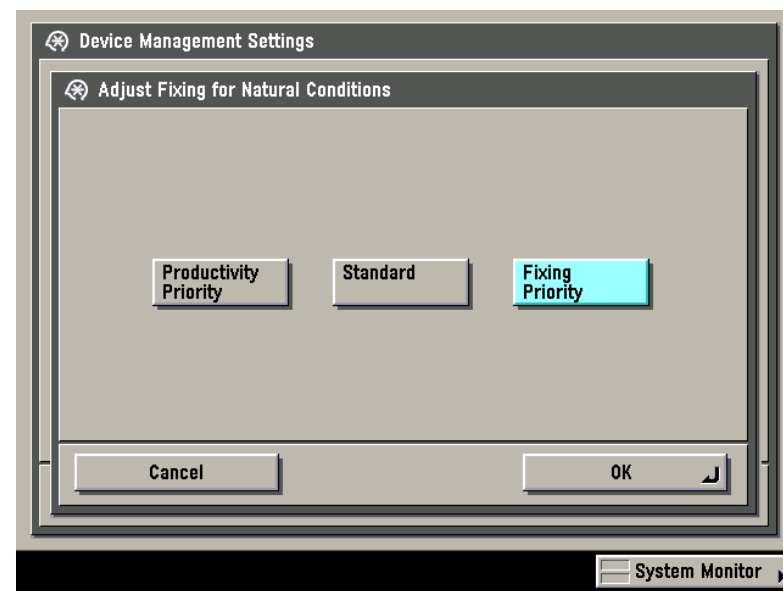 Device Management Settings
Adjust Fixing for Natural Conditions
Productivity
Priority
Standard
Fixing
Priority
Cancel
OK
System Monitor